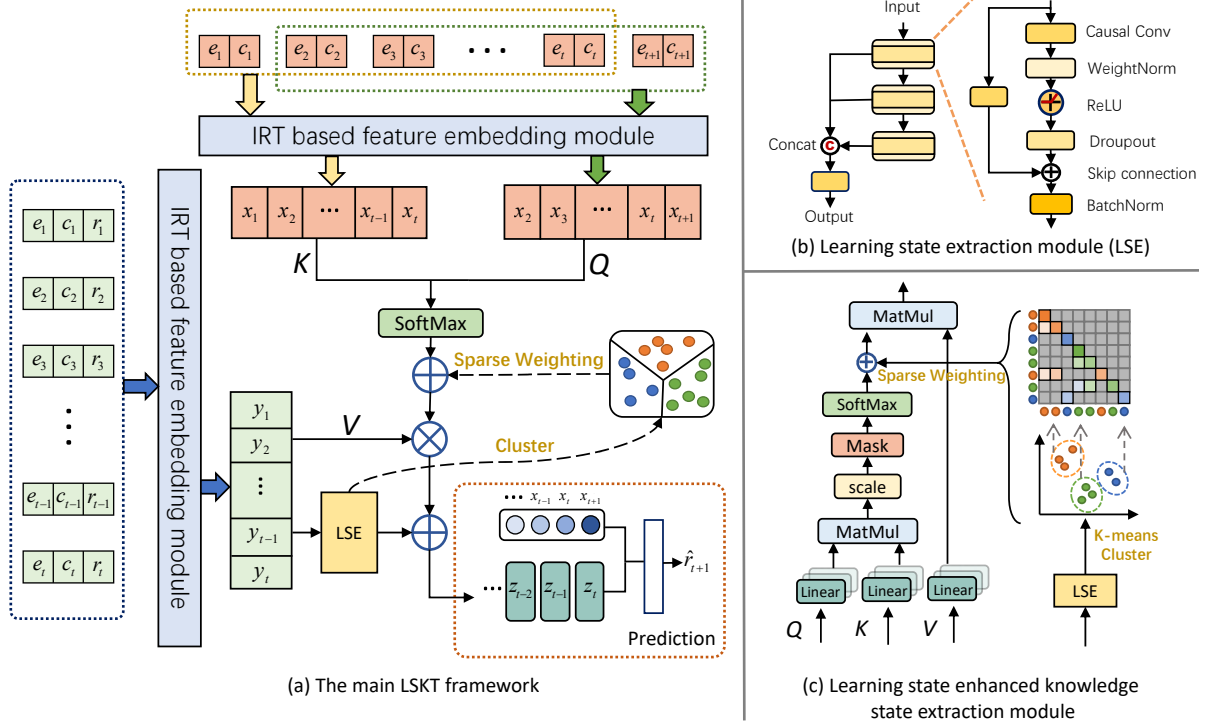 e1 c1 e2 c2 e3 c3 ··· et ct et+1 ct+1
IRT based feature embedding module
x1 x2 ··· xt−1 xt
x2 x3 ··· xt xt+1
K
Q
SoftMax
Sparse Weighting
Cluster
e1 c1 r1
e2 c2 r2
e3 c3 r3
et−1 ct−1 rt−1
et ct rt
IRT based feature embedding module
y1
y2
⋮
yt−1
yt
V
LSE
··· xt−1 xt xt+1
··· zt−2 zt−1 zt
r̂t+1
Prediction
(a) The main LSKT framework
Input
Concat
c
Output
Causal Conv
WeightNorm
ReLU
Droupout
Skip connection
BatchNorm
(b) Learning state extraction module (LSE)
MatMul
Sparse Weighting
SoftMax
Mask
scale
MatMul
Linear Linear Linear
Q K V
K-means
Cluster
LSE
(c) Learning state enhanced knowledge
state extraction module